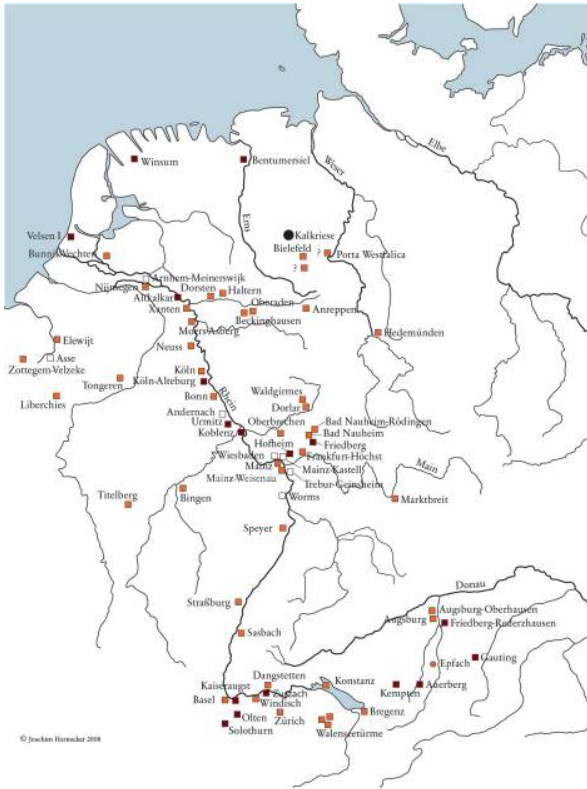 Elbe
Weser
Winsum
Bentumersiel
Ems
Velsen I
Kalkriese
Bielefeld
?
Porta Westfalica
?
Bunnik-Vechten
Arnhem-Meinerswijk
Nijmegen
Dorsten
Haltern
Altkalkar
Xanten
Oberaden
Anreppen
Beckinghausen
Moers-Asberg
Hedemünden
Elewijt
Neuss
Asse
Zottegem-Velzeke
Köln
Tongeren
Köln-Alteburg
Liberchies
Bonn
Rhein
Waldgirmes
Dorlar
Andernach
Urmitz
Oberbrechen
Bad Nauheim-Rödingen
Koblenz
Bad Nauheim
Hofheim
Friedberg
Wiesbaden
Frankfurt-Höchst
Main
Mainz
Mainz-Kastell
Mainz-Weisenau
Trebur-Geinsheim
Bingen
Worms
Marktbreit
Titelberg
Speyer
Donau
Straßburg
Augsburg-Oberhausen
Augsburg
Friedberg-Rederzhausen
Sasbach
Gauting
Epfach
Dangstetten
Konstanz
Kaiseraugst
Zurzach
Kempten
Auerberg
Basel
Windisch
Bregenz
Olten
Zürich
Solothurn
Walenseetürme
© Joachim Hornecker 2008